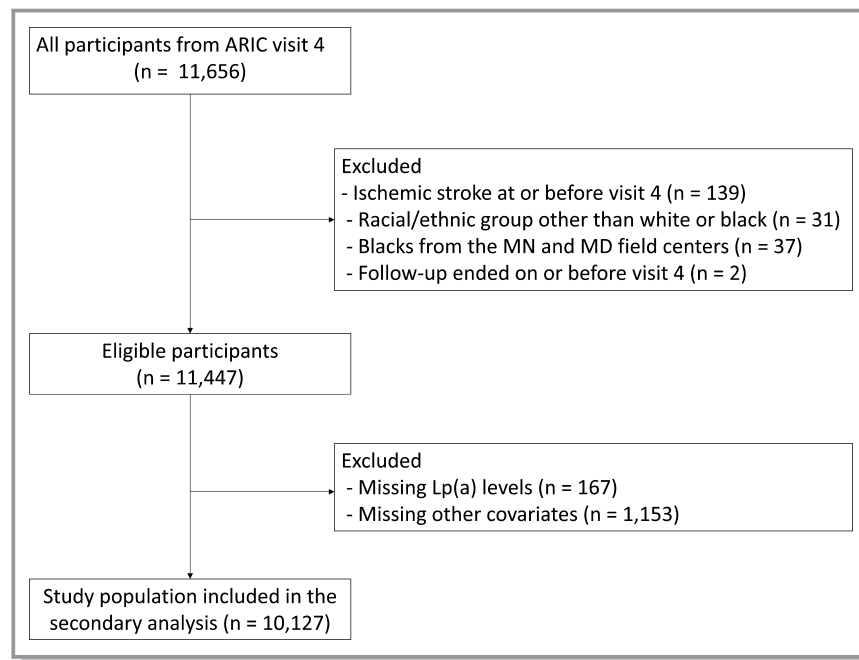 All participants from ARIC visit 4
(n = 11,656)
Excluded
- Ischemic stroke at or before visit 4 (n = 139)
- Racial/ethnic group other than white or black (n = 31)
- Blacks from the MN and MD field centers (n = 37)
- Follow-up ended on or before visit 4 (n = 2)
Eligible participants
(n = 11,447)
Excluded
- Missing Lp(a) levels (n = 167)
- Missing other covariates (n = 1,153)
Study population included in the
secondary analysis (n = 10,127)